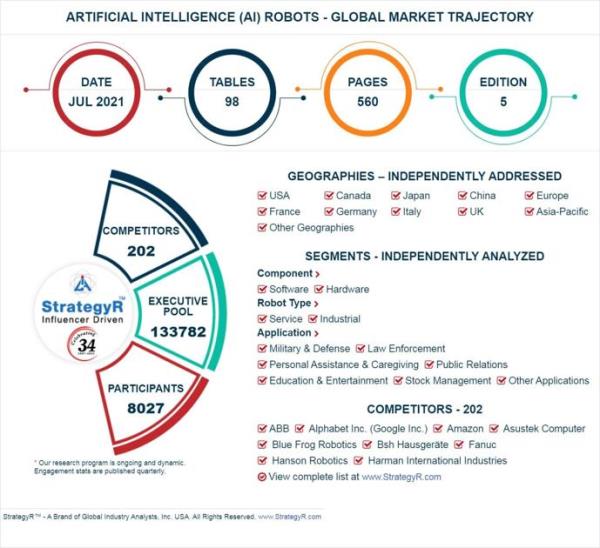 ARTIFICIAL INTELLIGENCE (AI) ROBOTS - GLOBAL MARKET TRAJECTORY
DATE
JUL 2021
TABLES
98
PAGES
560
EDITION
5
COMPETITORS
202
StrategyR™
Influencer Driven
Celebrating
34
EXECUTIVE
POOL
133782
PARTICIPANTS
8027
* Our research program is ongoing and dynamic.
Engagement stats are published quarterly.
GEOGRAPHIES – INDEPENDENTLY ADDRESSED
USA Canada Japan China Europe
France Germany Italy UK Asia-Pacific
Other Geographies
SEGMENTS - INDEPENDENTLY ANALYZED
Component >
Software Hardware
Robot Type >
Service Industrial
Application >
Military & Defense Law Enforcement
Personal Assistance & Caregiving Public Relations
Education & Entertainment Stock Management Other Applications
COMPETITORS - 202
ABB Alphabet Inc. (Google Inc.) Amazon Asustek Computer
Blue Frog Robotics Bsh Hausgeräte Fanuc
Hanson Robotics Harman International Industries
View complete list at www.StrategyR.com
StrategyR™ - A Brand of Global Industry Analysts, Inc. USA. All Rights Reserved. www.StrategyR.com